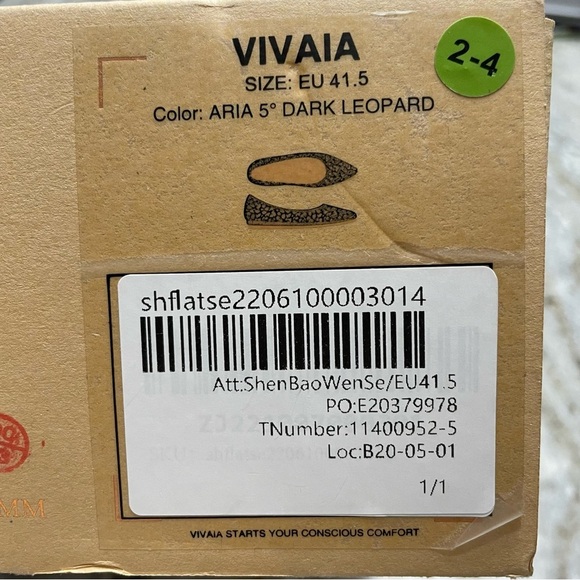 VIVAIA
2-4
SIZE: EU 41.5
Color: ARIA 5° DARK LEOPARD
shflatse2206100003014
Att:ShenBaoWenSe/EU41.5
PO:E20379978
TNumber:11400952-5
Loc:B20-05-01
1/1
MM
VIVAIA STARTS YOUR CONSCIOUS COMFORT